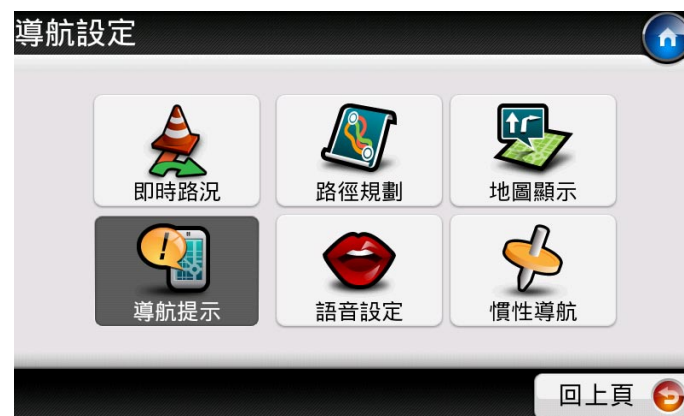 導航設定
即時路況
路徑規劃
地圖顯示
導航提示
語音設定
慣性導航
回上頁